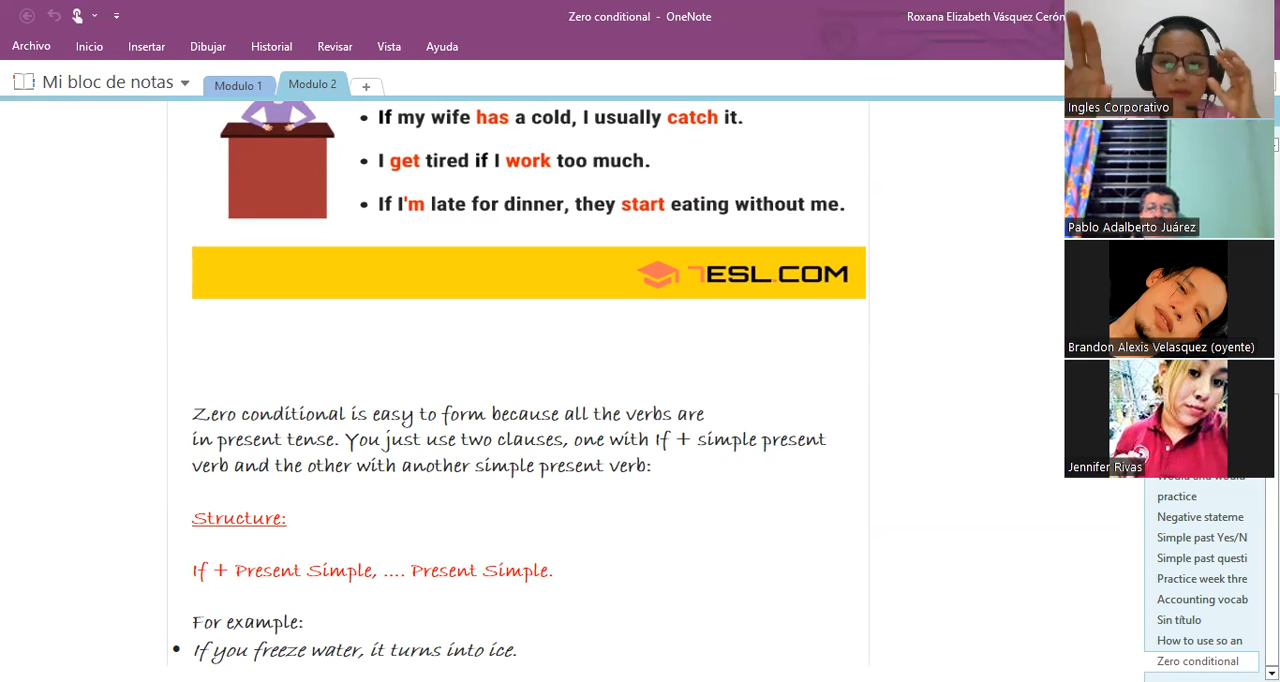 Zero conditional - OneNote
Roxana Elizabeth Vásquez Cerón
Archivo Inicio Insertar Dibujar Historial Revisar Vista Ayuda
Mi bloc de notas Modulo 1 Modulo 2 +
• If my wife has a cold, I usually catch it.
• I get tired if I work too much.
• If I'm late for dinner, they start eating without me.
7ESL.COM
Zero conditional is easy to form because all the verbs are
in present tense. You just use two clauses, one with If + simple present
verb and the other with another simple present verb:
Structure:
If + Present Simple, .... Present Simple.
For example:
• If you freeze water, it turns into ice.
Ingles Corporativo
Pablo Adalberto Juárez
Brandon Alexis Velasquez (oyente)
Jennifer Rivas
Would and would
practice
Negative stateme
Simple past Yes/N
Simple past questi
Practice week thre
Accounting vocab
Sin título
How to use so an
Zero conditional